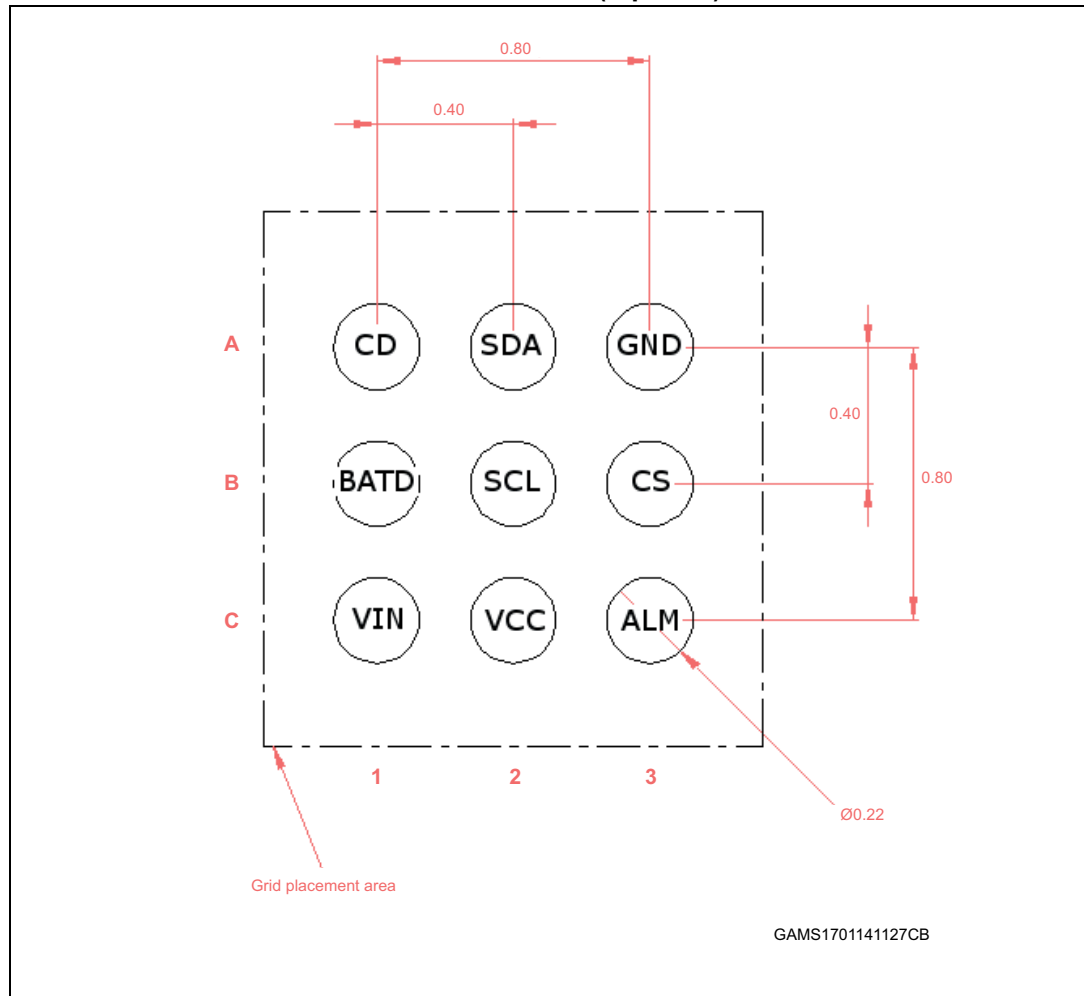 0.80
0.40
A CD SDA GND
0.40
B BATD SCL CS 0.80
C VIN VCC ALM
1 2 3
Ø0.22
Grid placement area
GAMS1701141127CB